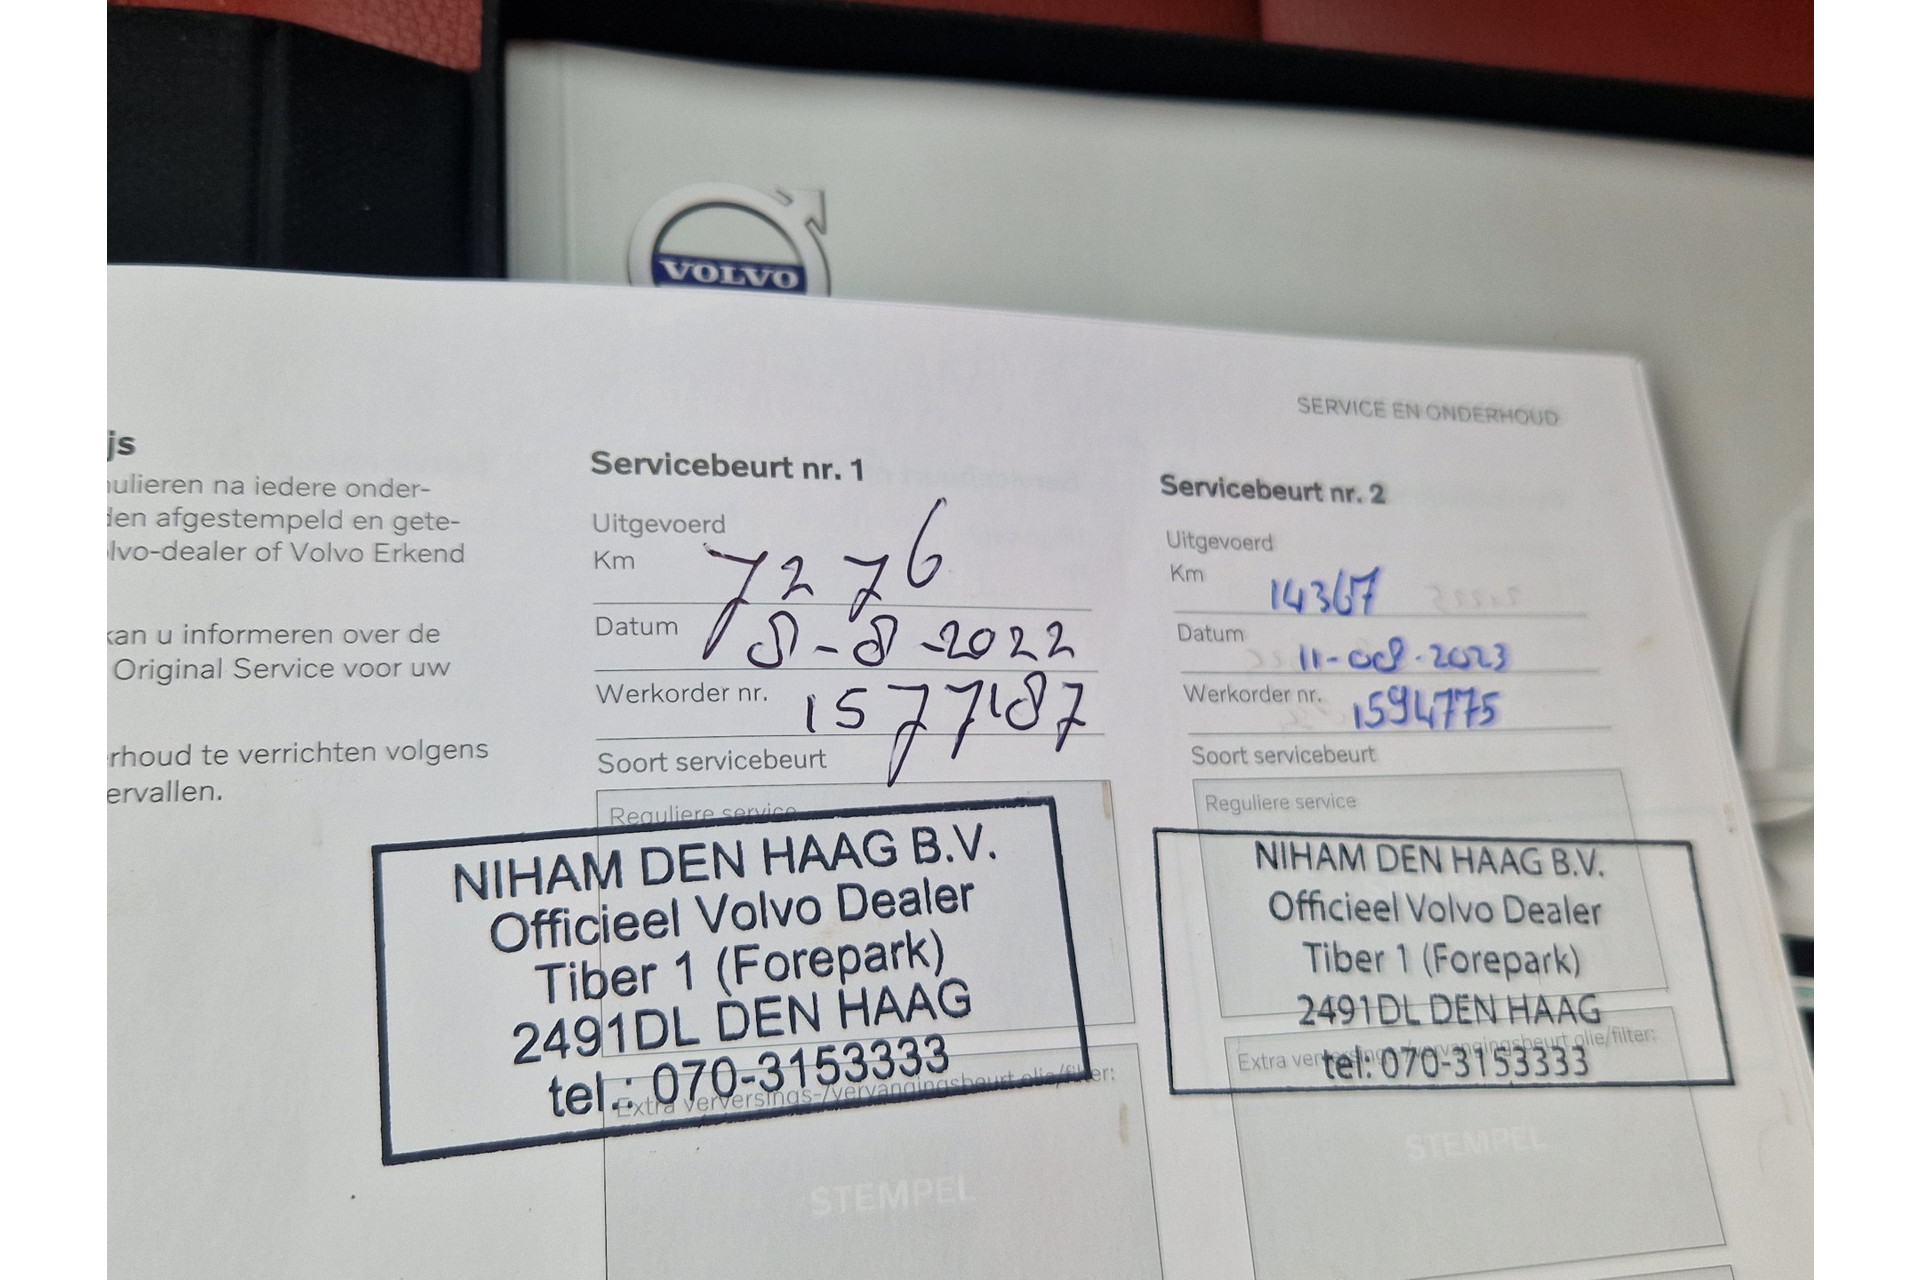 VOLVO
SERVICE EN ONDERHOUD
js
ulieren na iedere onder-
en afgestempeld en gete-
lvo-dealer of Volvo Erkend
kan u informeren over de
Original Service voor uw
rhoud te verrichten volgens
ervallen.
Servicebeurt nr. 1
Uitgevoerd
Km 7276
Datum 8-8-2022
Werkorder nr. 1577187
Soort servicebeurt
Reguliere service
NIHAM DEN HAAG B.V.
Officieel Volvo Dealer
Tiber 1 (Forepark)
2491DL DEN HAAG
tel.: 070-3153333
Extra verversings-/vervangingsbeurt olie/filter:
STEMPEL
Servicebeurt nr. 2
Uitgevoerd
Km 14367
Datum 11-08-2023
Werkorder nr. 1594775
Soort servicebeurt
Reguliere service
NIHAM DEN HAAG B.V.
Officieel Volvo Dealer
Tiber 1 (Forepark)
2491DL DEN HAAG
tel: 070-3153333
Extra verversings-/vervangingsbeurt olie/filter:
STEMPEL